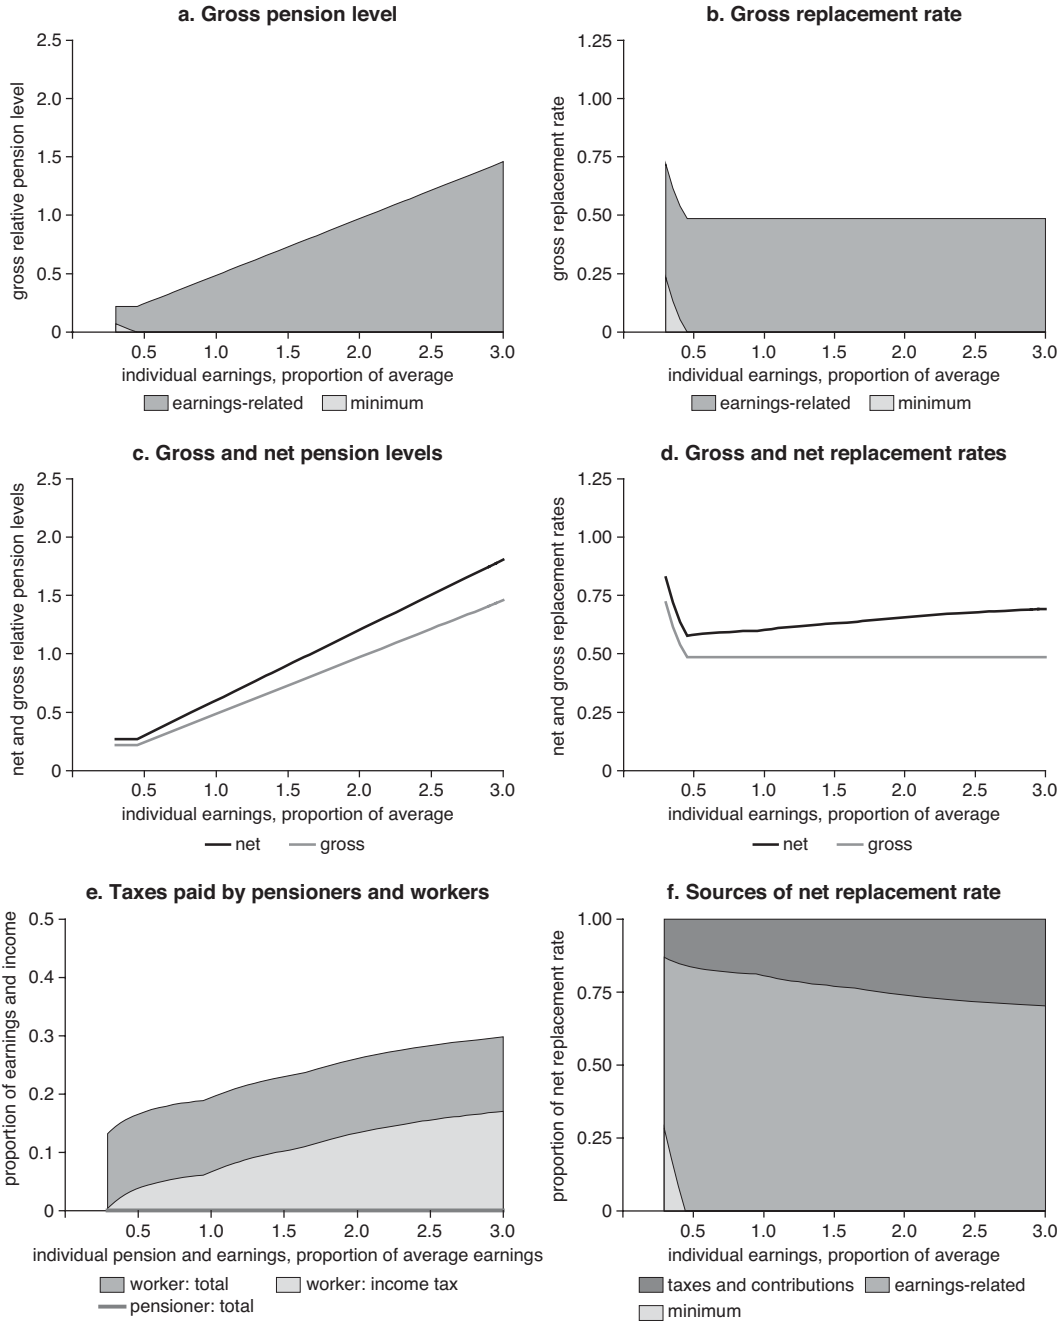 a. Gross pension level
gross relative pension level
2.5
2.0
1.5
1.0
0.5
0
0.5 1.0 1.5 2.0 2.5 3.0
individual earnings, proportion of average
earnings-related minimum
b. Gross replacement rate
gross replacement rate
1.25
1.00
0.75
0.50
0.25
0
0.5 1.0 1.5 2.0 2.5 3.0
individual earnings, proportion of average
earnings-related minimum
c. Gross and net pension levels
net and gross relative pension levels
2.5
2.0
1.5
1.0
0.5
0
0.5 1.0 1.5 2.0 2.5 3.0
individual earnings, proportion of average
net gross
d. Gross and net replacement rates
net and gross replacement rates
1.25
1.00
0.75
0.50
0.25
0
0.5 1.0 1.5 2.0 2.5 3.0
individual earnings, proportion of average
net gross
e. Taxes paid by pensioners and workers
proportion of earnings and income
0.5
0.4
0.3
0.2
0.1
0
0.5 1.0 1.5 2.0 2.5 3.0
individual pension and earnings, proportion of average earnings
worker: total worker: income tax
pensioner: total
f. Sources of net replacement rate
proportion of net replacement rate
1.00
0.75
0.50
0.25
0
0.5 1.0 1.5 2.0 2.5 3.0
individual earnings, proportion of average
taxes and contributions earnings-related
minimum